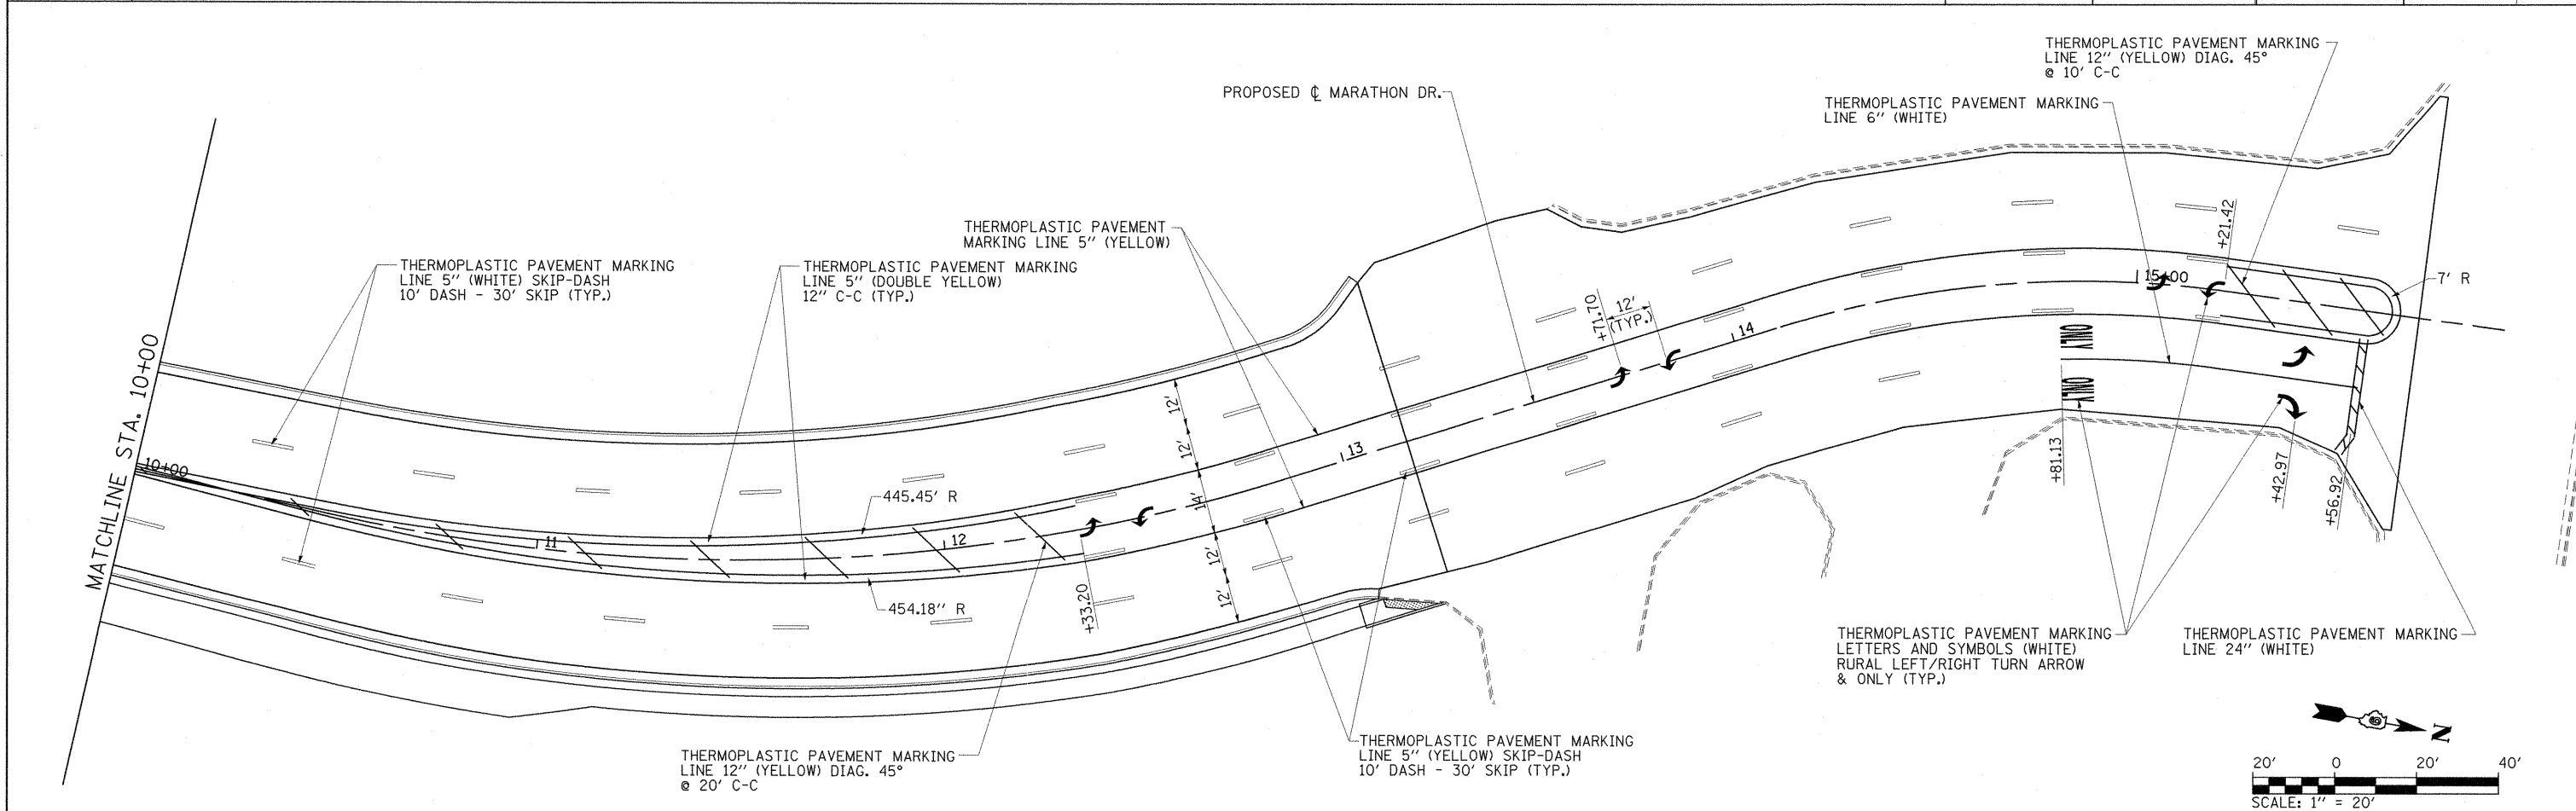 THERMOPLASTIC PAVEMENT MARKING
LINE 12" (YELLOW) DIAG. 45°
@ 10' C-C
PROPOSED ℄ MARATHON DR.
THERMOPLASTIC PAVEMENT MARKING
LINE 6" (WHITE)
THERMOPLASTIC PAVEMENT
MARKING LINE 5" (YELLOW)
THERMOPLASTIC PAVEMENT MARKING
LINE 5" (WHITE) SKIP-DASH
10' DASH - 30' SKIP (TYP.)
THERMOPLASTIC PAVEMENT MARKING
LINE 5" (DOUBLE YELLOW)
12" C-C (TYP.)
+21.42
15+00
7' R
+71.70
12'
(TYP.)
14
ONLY
ONLY
MATCHLINE STA. 10+00
10+00
12'
12'
14'
12'
12'
13
445.45' R
11
12
454.18" R
+33.20
+81.13
+42.97
+56.92
THERMOPLASTIC PAVEMENT MARKING
LETTERS AND SYMBOLS (WHITE)
RURAL LEFT/RIGHT TURN ARROW
& ONLY (TYP.)
THERMOPLASTIC PAVEMENT MARKING
LINE 24" (WHITE)
THERMOPLASTIC PAVEMENT MARKING
LINE 12" (YELLOW) DIAG. 45°
@ 20' C-C
THERMOPLASTIC PAVEMENT MARKING
LINE 5" (YELLOW) SKIP-DASH
10' DASH - 30' SKIP (TYP.)
N
20' 0 20' 40'
SCALE: 1" = 20'